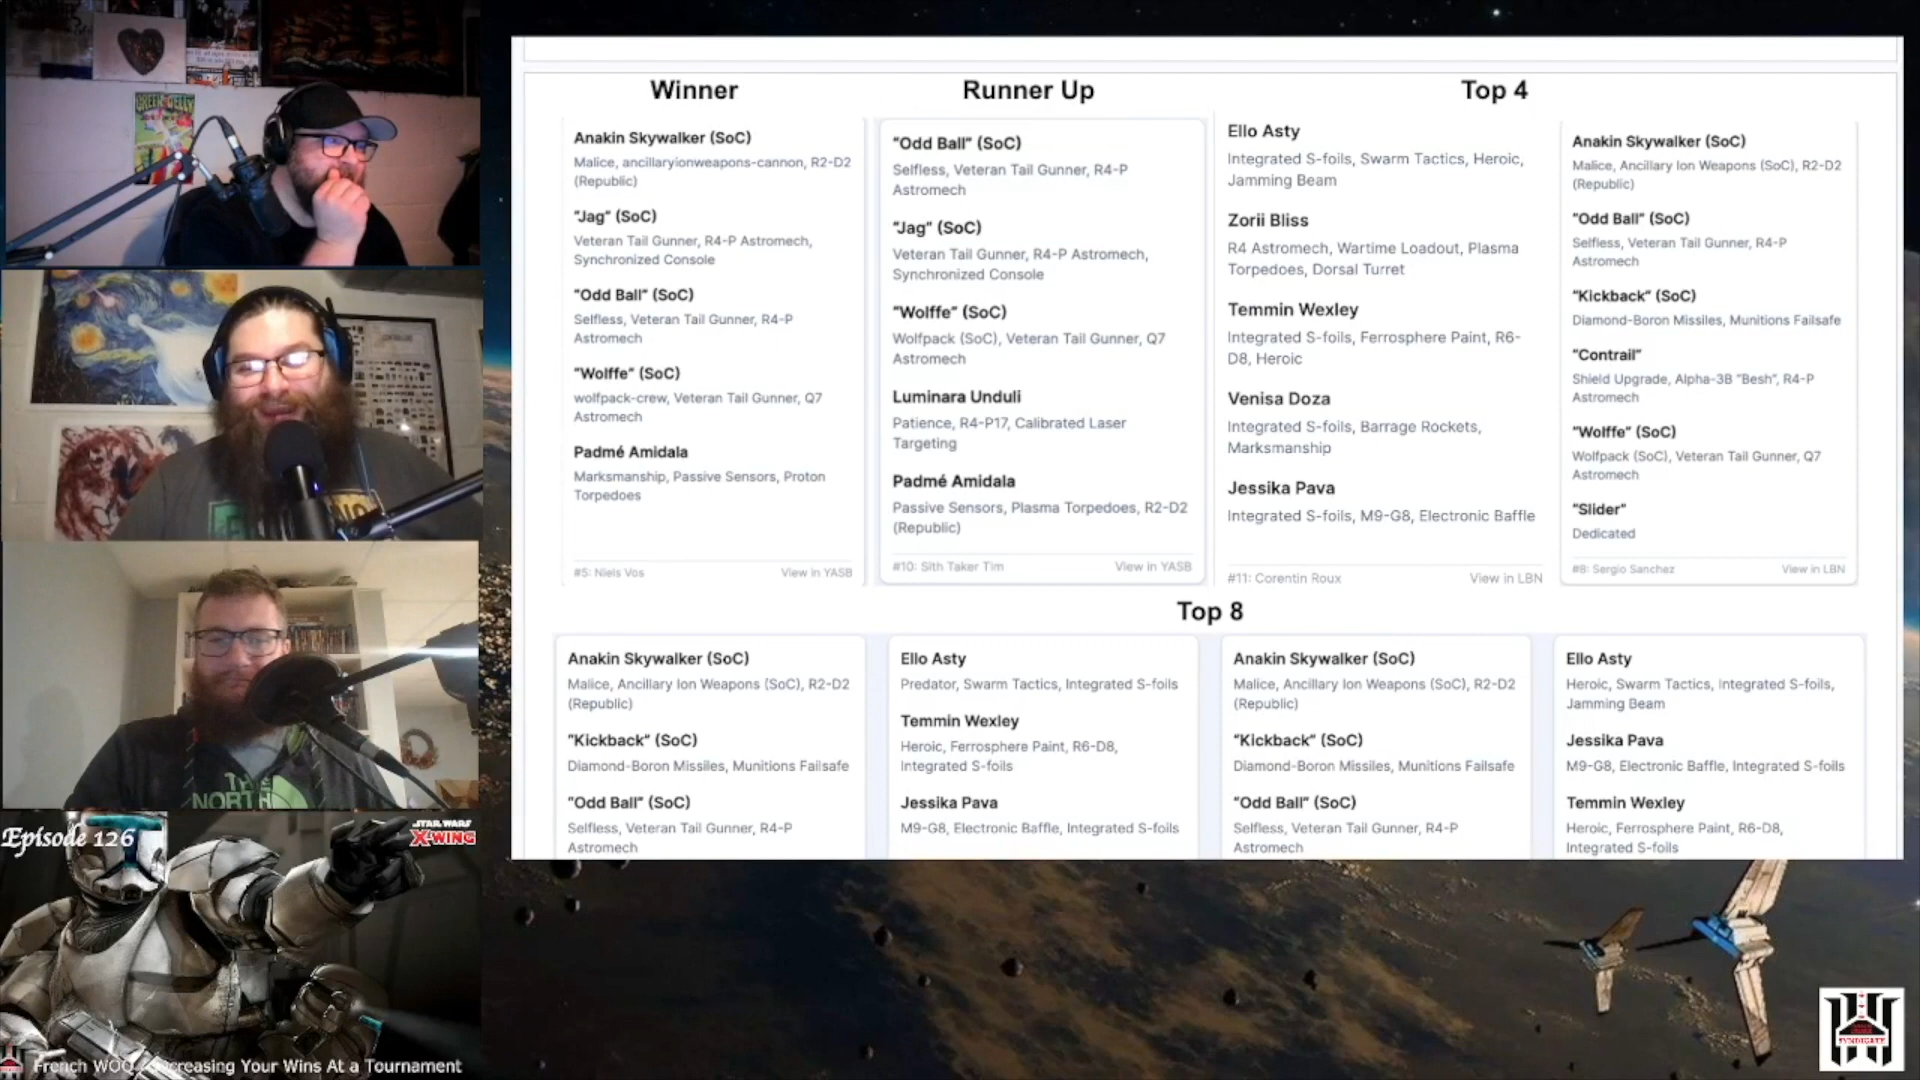 GREEN JELLY
THE
NORTH
Episode 126
STAR WARS
X-WING
French WOQ
creasing Your Wins At a Tournament
Winner
Anakin Skywalker (SoC)
Malice, ancillaryionweapons-cannon, R2-D2
(Republic)
"Jag" (SoC)
Veteran Tail Gunner, R4-P Astromech,
Synchronized Console
"Odd Ball" (SoC)
Selfless, Veteran Tail Gunner, R4-P
Astromech
"Wolffe" (SoC)
wolfpack-crew, Veteran Tail Gunner, Q7
Astromech
Padmé Amidala
Marksmanship, Passive Sensors, Proton
Torpedoes
#5: Niels Vos
View in YASB
Runner Up
"Odd Ball" (SoC)
Selfless, Veteran Tail Gunner, R4-P
Astromech
"Jag" (SoC)
Veteran Tail Gunner, R4-P Astromech,
Synchronized Console
"Wolffe" (SoC)
Wolfpack (SoC), Veteran Tail Gunner, Q7
Astromech
Luminara Unduli
Patience, R4-P17, Calibrated Laser
Targeting
Padmé Amidala
Passive Sensors, Plasma Torpedoes, R2-D2
(Republic)
#10: Sith Taker Tim
View in YASB
Top 4
Ello Asty
Integrated S-foils, Swarm Tactics, Heroic,
Jamming Beam
Zorii Bliss
R4 Astromech, Wartime Loadout, Plasma
Torpedoes, Dorsal Turret
Temmin Wexley
Integrated S-foils, Ferrosphere Paint, R6-
D8, Heroic
Venisa Doza
Integrated S-foils, Barrage Rockets,
Marksmanship
Jessika Pava
Integrated S-foils, M9-G8, Electronic Baffle
#11: Corentin Roux
View in LBN
Anakin Skywalker (SoC)
Malice, Ancillary Ion Weapons (SoC), R2-D2
(Republic)
"Odd Ball" (SoC)
Selfless, Veteran Tail Gunner, R4-P
Astromech
"Kickback" (SoC)
Diamond-Boron Missiles, Munitions Failsafe
"Contrail"
Shield Upgrade, Alpha-3B "Besh", R4-P
Astromech
"Wolffe" (SoC)
Wolfpack (SoC), Veteran Tail Gunner, Q7
Astromech
"Slider"
Dedicated
#8: Sergio Sanchez
View in LBN
Top 8
Anakin Skywalker (SoC)
Malice, Ancillary Ion Weapons (SoC), R2-D2
(Republic)
"Kickback" (SoC)
Diamond-Boron Missiles, Munitions Failsafe
"Odd Ball" (SoC)
Selfless, Veteran Tail Gunner, R4-P
Astromech
Ello Asty
Predator, Swarm Tactics, Integrated S-foils
Temmin Wexley
Heroic, Ferrosphere Paint, R6-D8,
Integrated S-foils
Jessika Pava
M9-G8, Electronic Baffle, Integrated S-foils
Anakin Skywalker (SoC)
Malice, Ancillary Ion Weapons (SoC), R2-D2
(Republic)
"Kickback" (SoC)
Diamond-Boron Missiles, Munitions Failsafe
"Odd Ball" (SoC)
Selfless, Veteran Tail Gunner, R4-P
Astromech
Ello Asty
Heroic, Swarm Tactics, Integrated S-foils,
Jamming Beam
Jessika Pava
M9-G8, Electronic Baffle, Integrated S-foils
Temmin Wexley
Heroic, Ferrosphere Paint, R6-D8,
Integrated S-foils
SYNDICATE